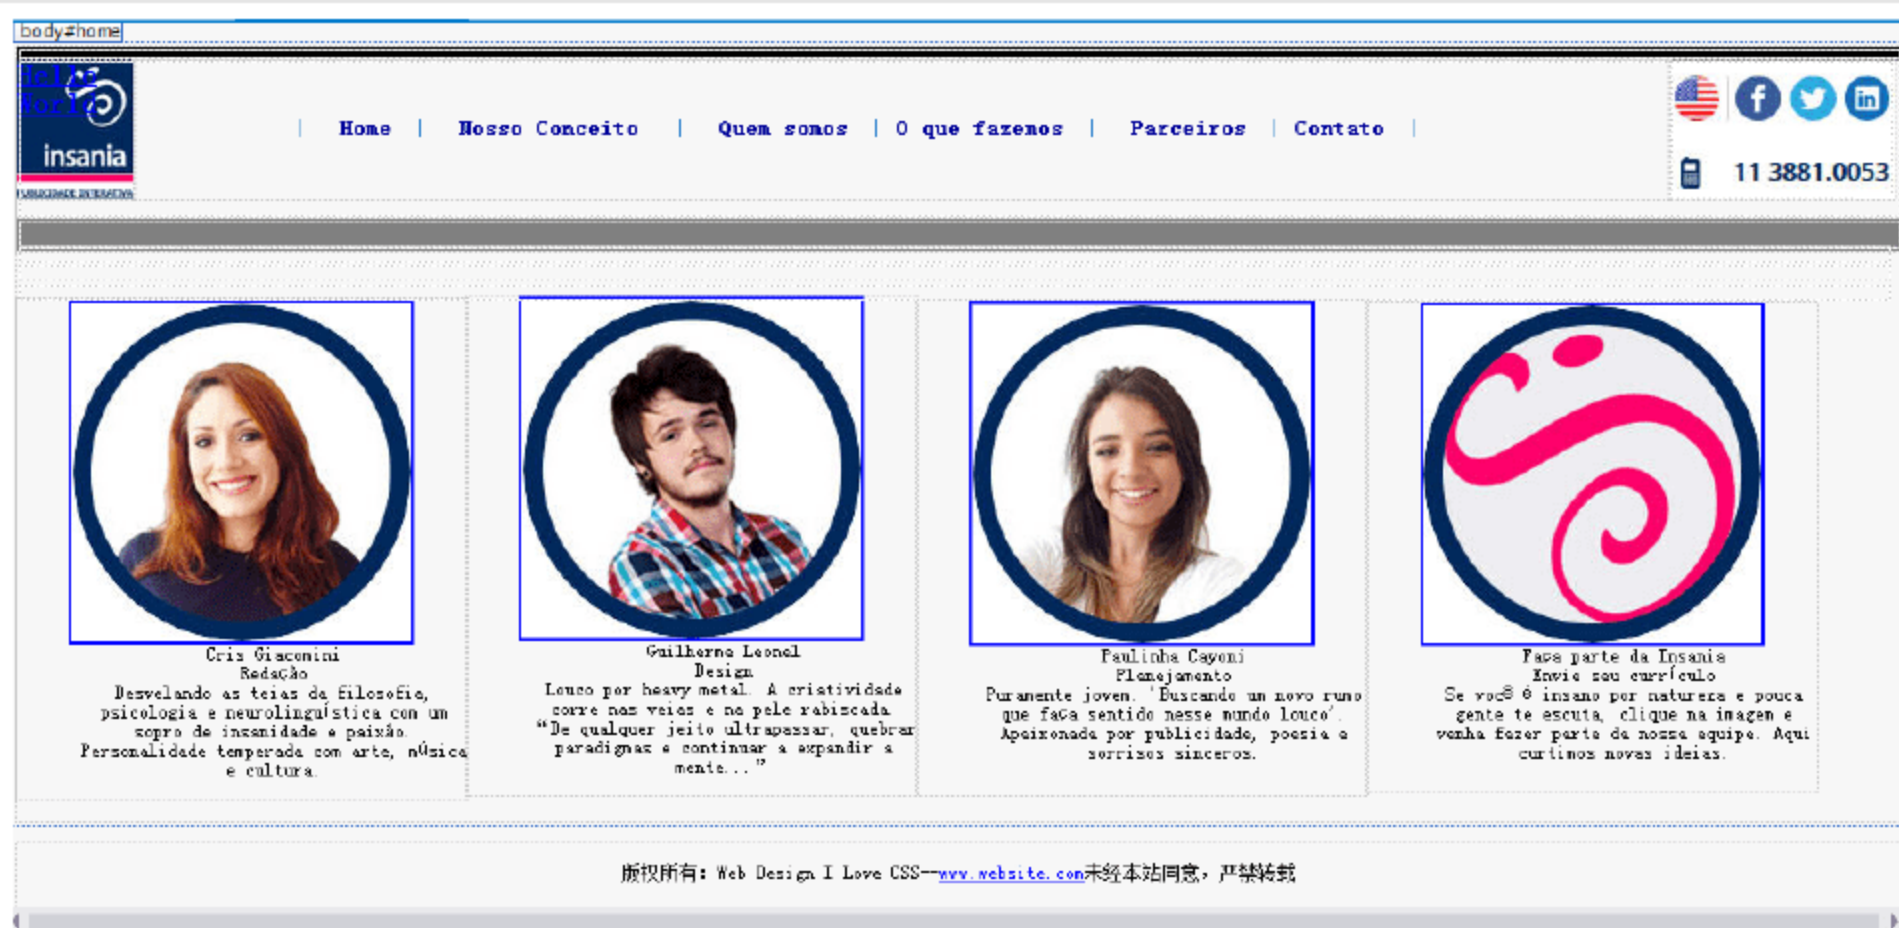 body#home
Hello
World
insania
PUBLICIDADE INTERATIVA
Home | Nosso Conceito | Quem somos | O que fazemos | Parceiros | Contato |
f in
11 3881.0053
Cris Giacomini
Redação
Desvelando as teias da filosofia,
psicologia e neurolinguística com um
sopro de insanidade e paixão.
Personalidade temperada com arte, música
e cultura.
Guilherme Leonel
Design
Louco por heavy metal. A criatividade
corre nas veias e na pele rabiscada
“De qualquer jeito ultrapassar, quebrar
paradigmas e continuar a expandir a
mente...”
Paulinha Cayoni
Planejamento
Puramente jovem. 'Buscando um novo rumo
que faça sentido nesse mundo louco'.
Apaixonada por publicidade, poesia e
sorrisos sinceros.
Faça parte da Insania
Envie seu currículo
Se você é insano por natureza e pouca
gente te escuta, clique na imagem e
venha fazer parte da nossa equipe. Aqui
curtimos novas ideias.
版权所有：Web Design I Love CSS--www.website.com未经本站同意，严禁转载